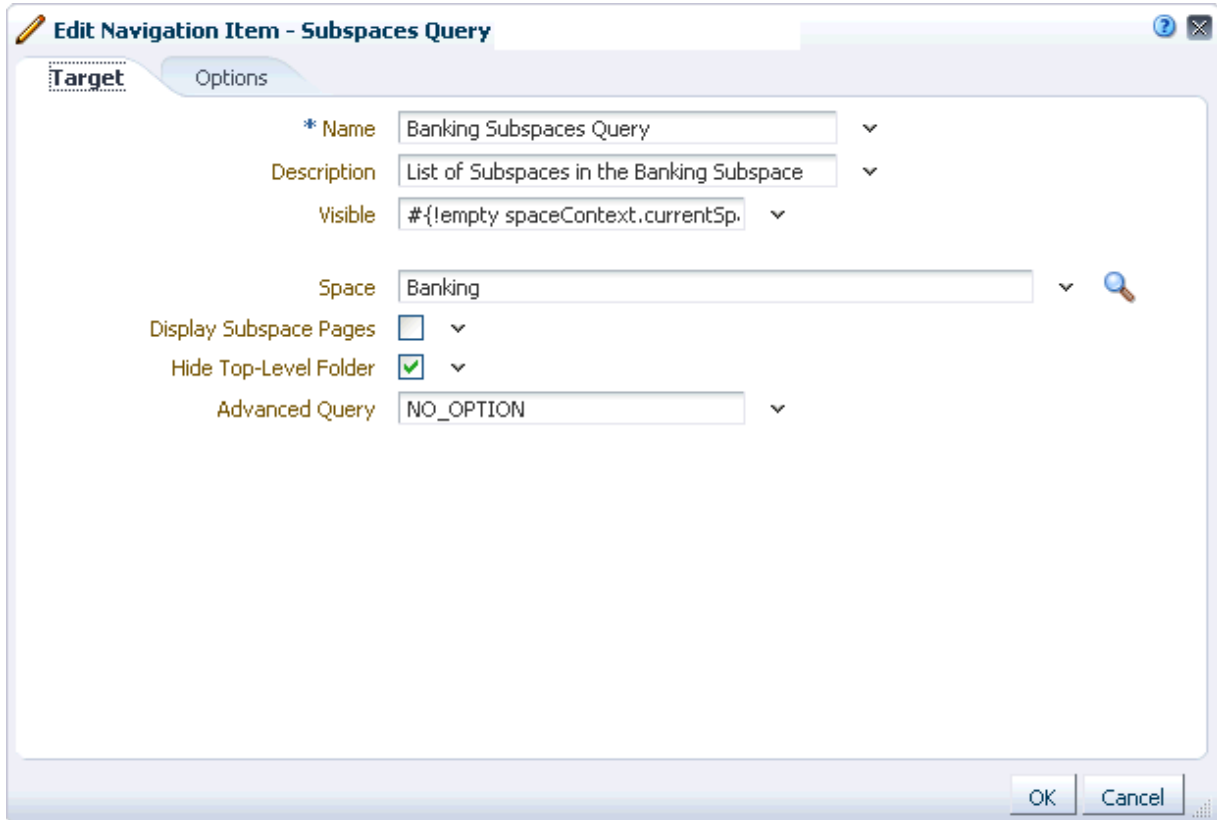 Edit Navigation Item - Subspaces Query
Target Options
* Name Banking Subspaces Query
Description List of Subspaces in the Banking Subspace
Visible #{!empty spaceContext.currentSp
Space Banking
Display Subspace Pages
Hide Top-Level Folder
Advanced Query NO_OPTION
OK Cancel